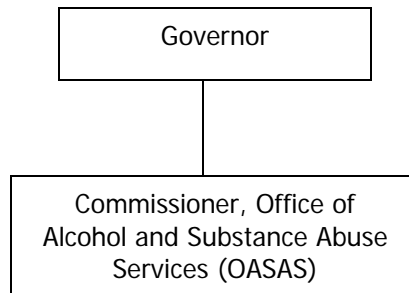 Governor
Commissioner, Office of
Alcohol and Substance Abuse
Services (OASAS)